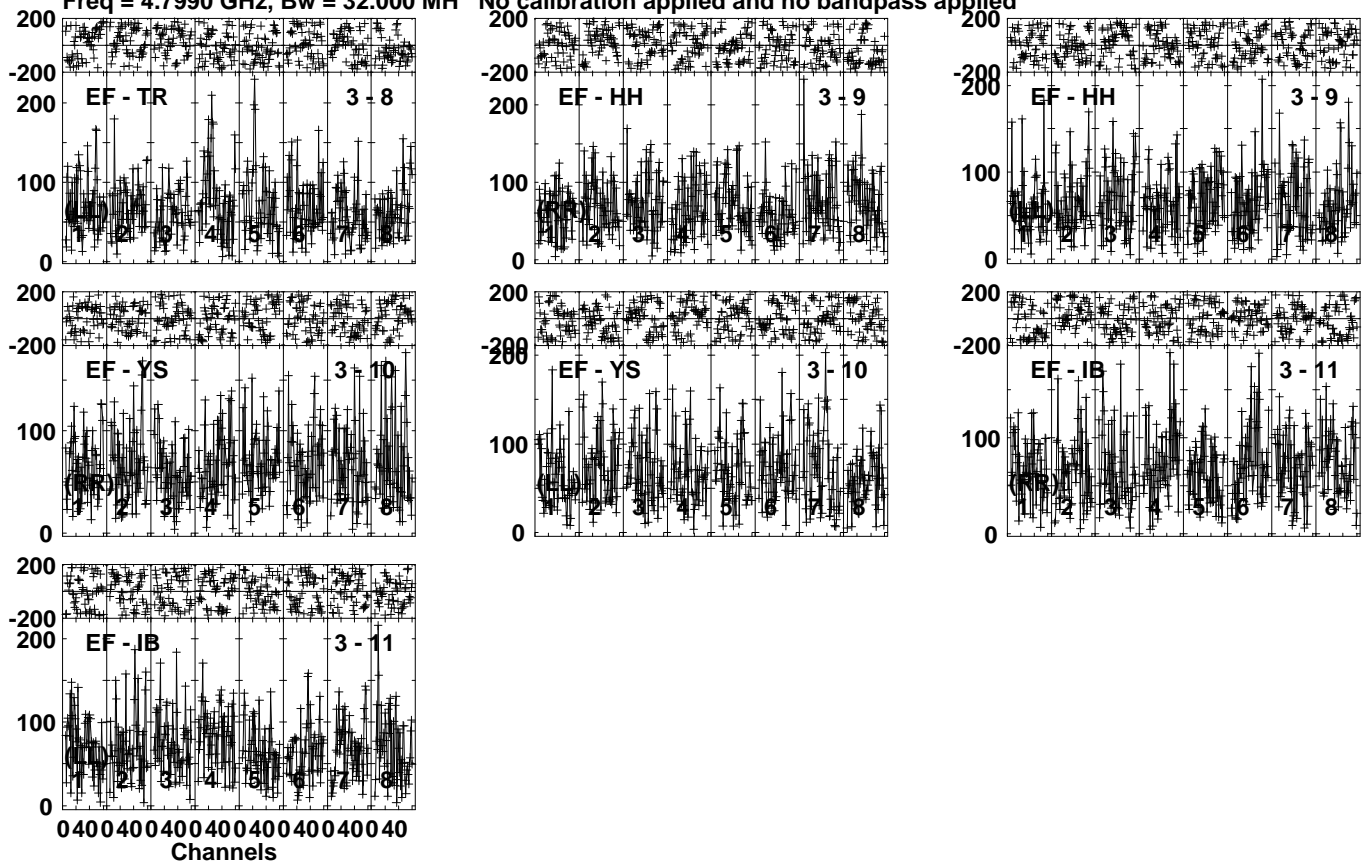 Freq = 4.7990 GHz, Bw = 32.000 MH No calibration applied and no bandpass applied
200
-200
200
EF - TR 3 - 8
100
(LL)
1 2 3 4 5 6 7 8
0
200
-200
200
EF - HH 3 - 9
100
(RR)
1 2 3 4 5 6 7 8
0
200
-200
200
EF - HH 3 - 9
100
(LL)
1 2 3 4 5 6 7 8
0
200
-200
EF - YS 3 - 10
100
(RR)
1 2 3 4 5 6 7 8
0
200
-200
200
EF - YS 3 - 10
100
(LL)
1 2 3 4 5 6 7 8
0
200
-200
EF - IB 3 - 11
100
(RR)
1 2 3 4 5 6 7 8
0
200
-200
200
EF - IB 3 - 11
100
(LL)
1 2 3 4 5 6 7 8
0
0 40 0 40 0 40 0 40 0 40 0 40 0 40 0 40
Channels